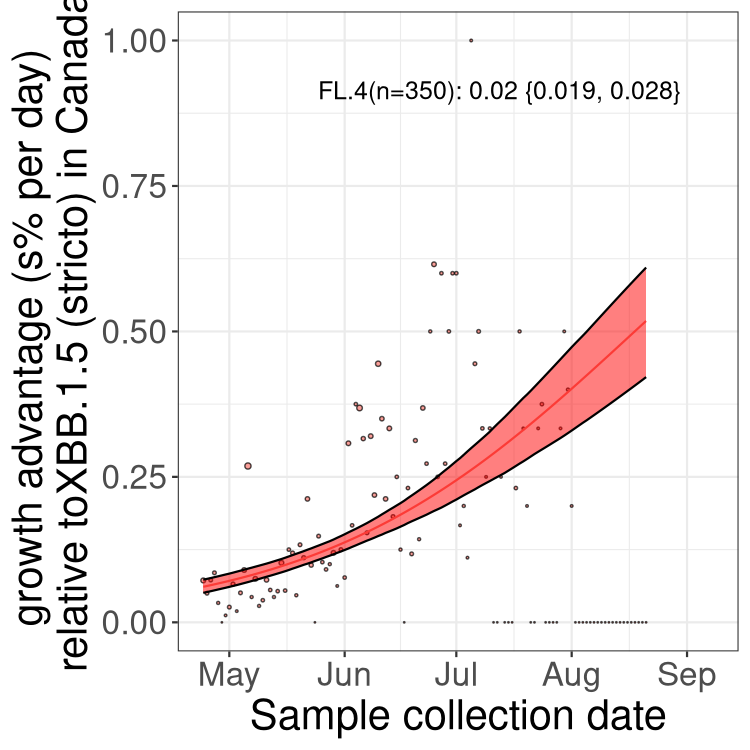 growth advantage (s% per day)
relative toXBB.1.5 (stricto) in Canada
1.00
FL.4(n=350): 0.02 {0.019, 0.028}
0.75
0.50
0.25
0.00
May Jun Jul Aug Sep
Sample collection date